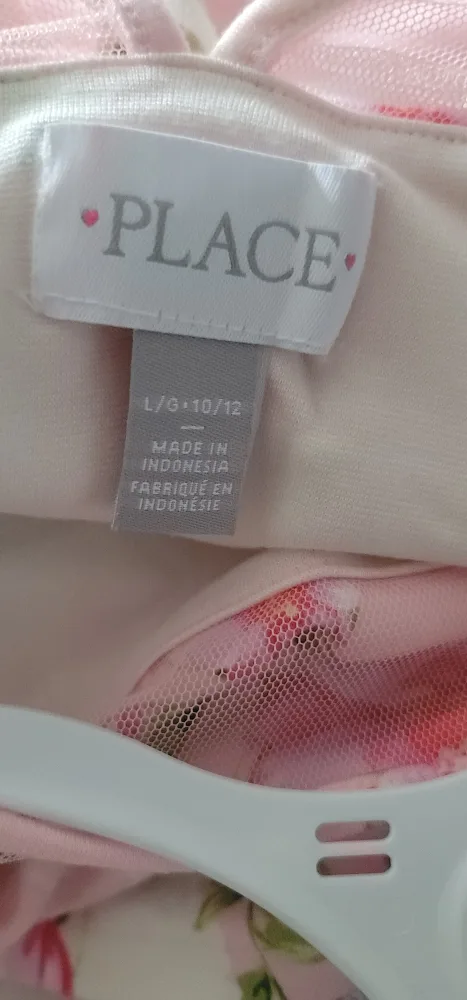 PLACE
L/G•10/12
MADE IN
INDONESIA
FABRIQUÉ EN
INDONÉSIE